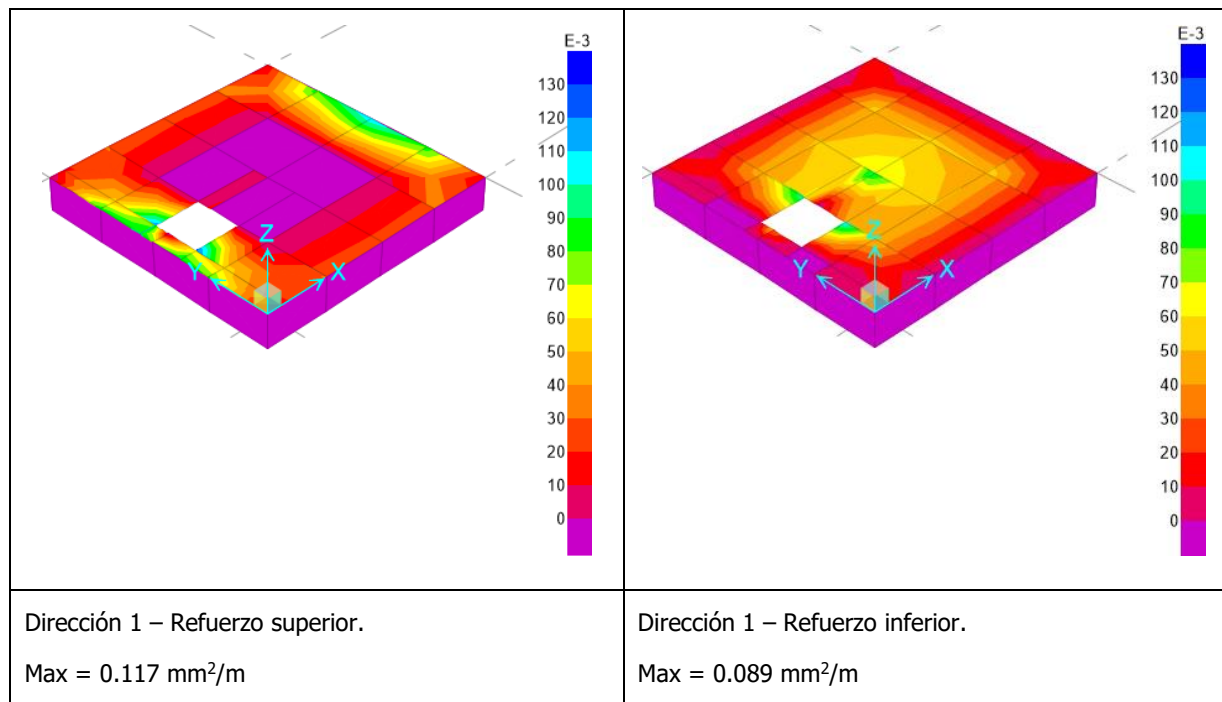 E-3
130
120
110
100
90
80
70
60
50
40
30
20
10
0
Z
Y
X
E-3
130
120
110
100
90
80
70
60
50
40
30
20
10
0
Z
Y
X
Dirección 1 – Refuerzo superior.
Max = 0.117 mm²/m
Dirección 1 – Refuerzo inferior.
Max = 0.089 mm²/m